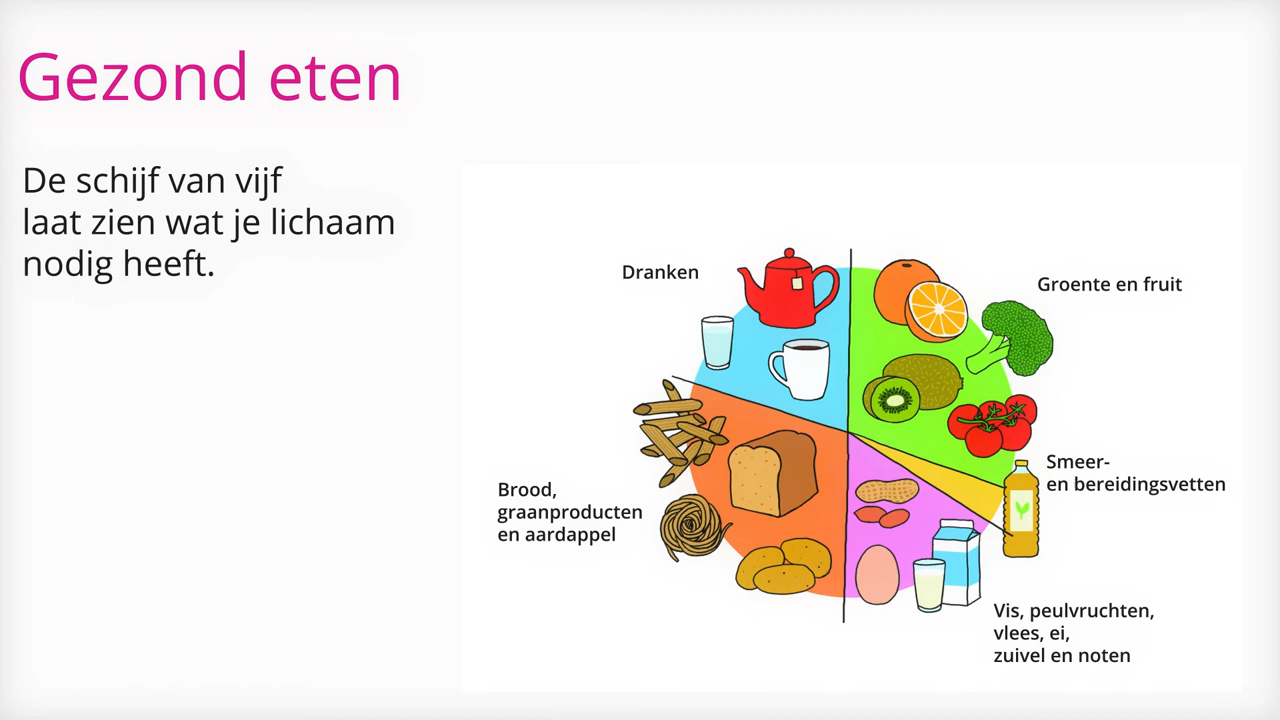 Gezond eten
De schijf van vijf
laat zien wat je lichaam
nodig heeft.
Dranken
Groente en fruit
Smeer-
en bereidingsvetten
Brood,
graanproducten
en aardappel
Vis, peulvruchten,
vlees, ei,
zuivel en noten